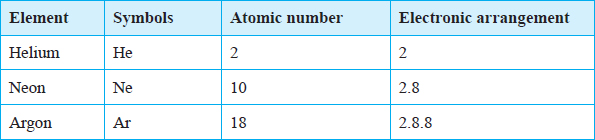 Element Symbols Atomic number Electronic arrangement
Helium He 2 2
Neon Ne 10 2.8
Argon Ar 18 2.8.8